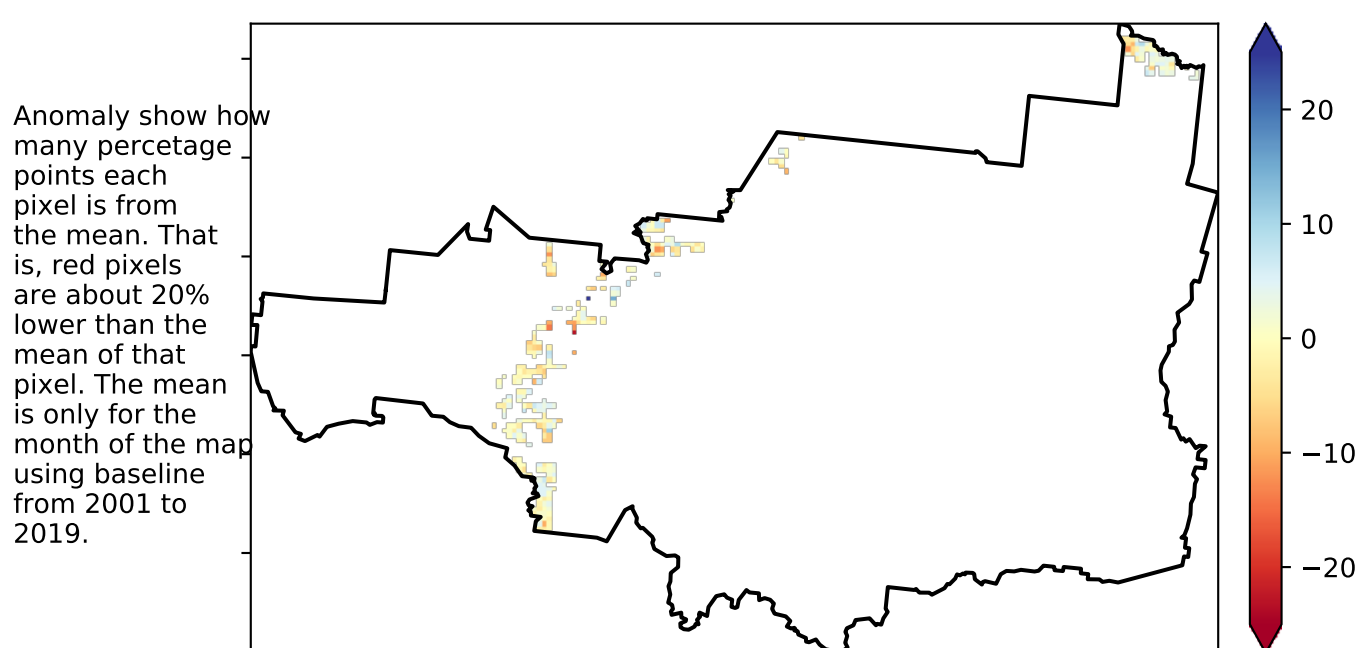 Anomaly show how
many percetage
points each
pixel is from
the mean. That
is, red pixels
are about 20%
lower than the
mean of that
pixel. The mean
is only for the
month of the map
using baseline
from 2001 to
2019.
20
10
0
−10
−20